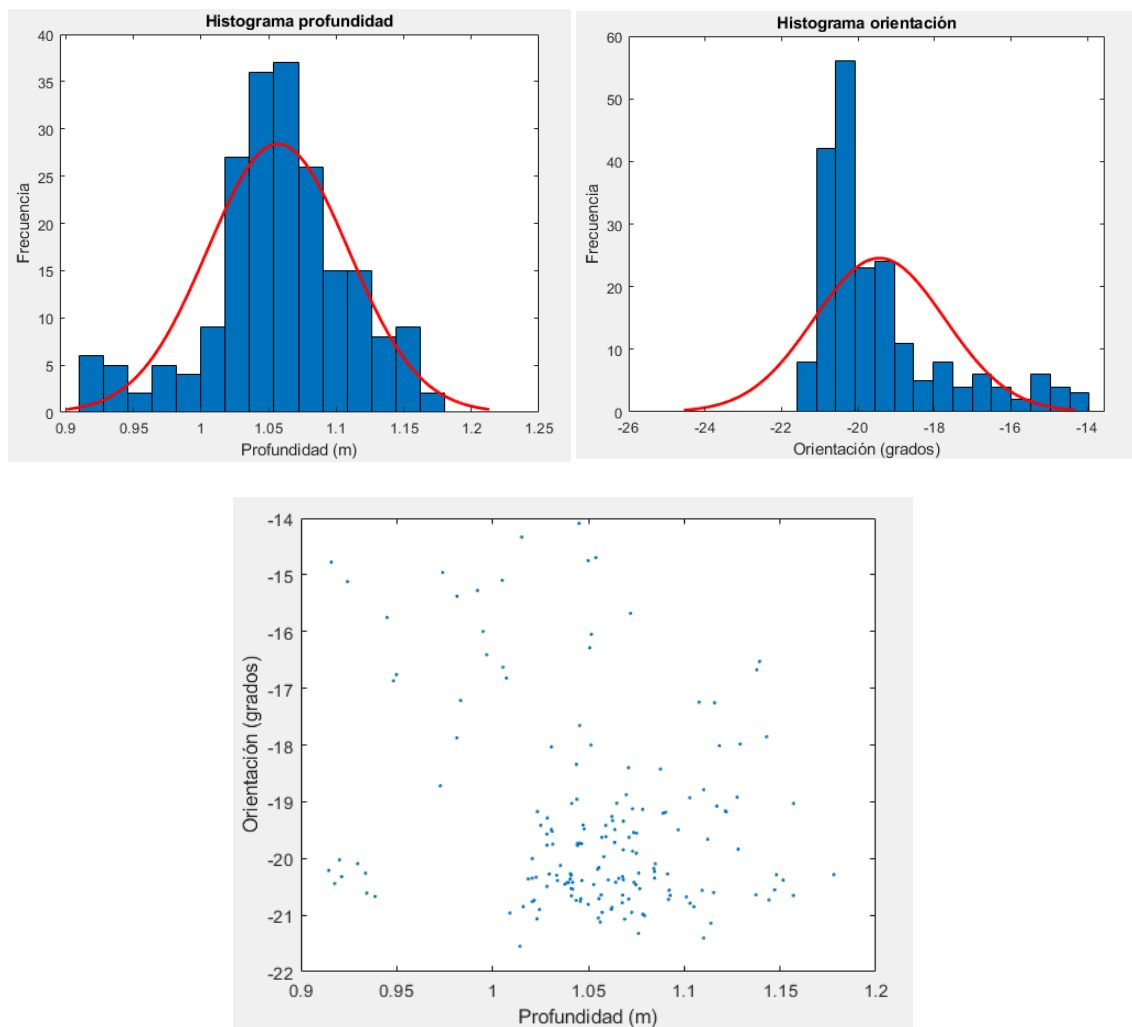 Histograma profundidad
40
35
30
25
20
15
10
5
0
Frecuencia
0.9 0.95 1 1.05 1.1 1.15 1.2 1.25
Profundidad (m)
Histograma orientación
60
50
40
30
20
10
0
Frecuencia
-26 -24 -22 -20 -18 -16 -14
Orientación (grados)
-14
-15
-16
-17
-18
-19
-20
-21
-22
Orientación (grados)
0.9 0.95 1 1.05 1.1 1.15 1.2
Profundidad (m)